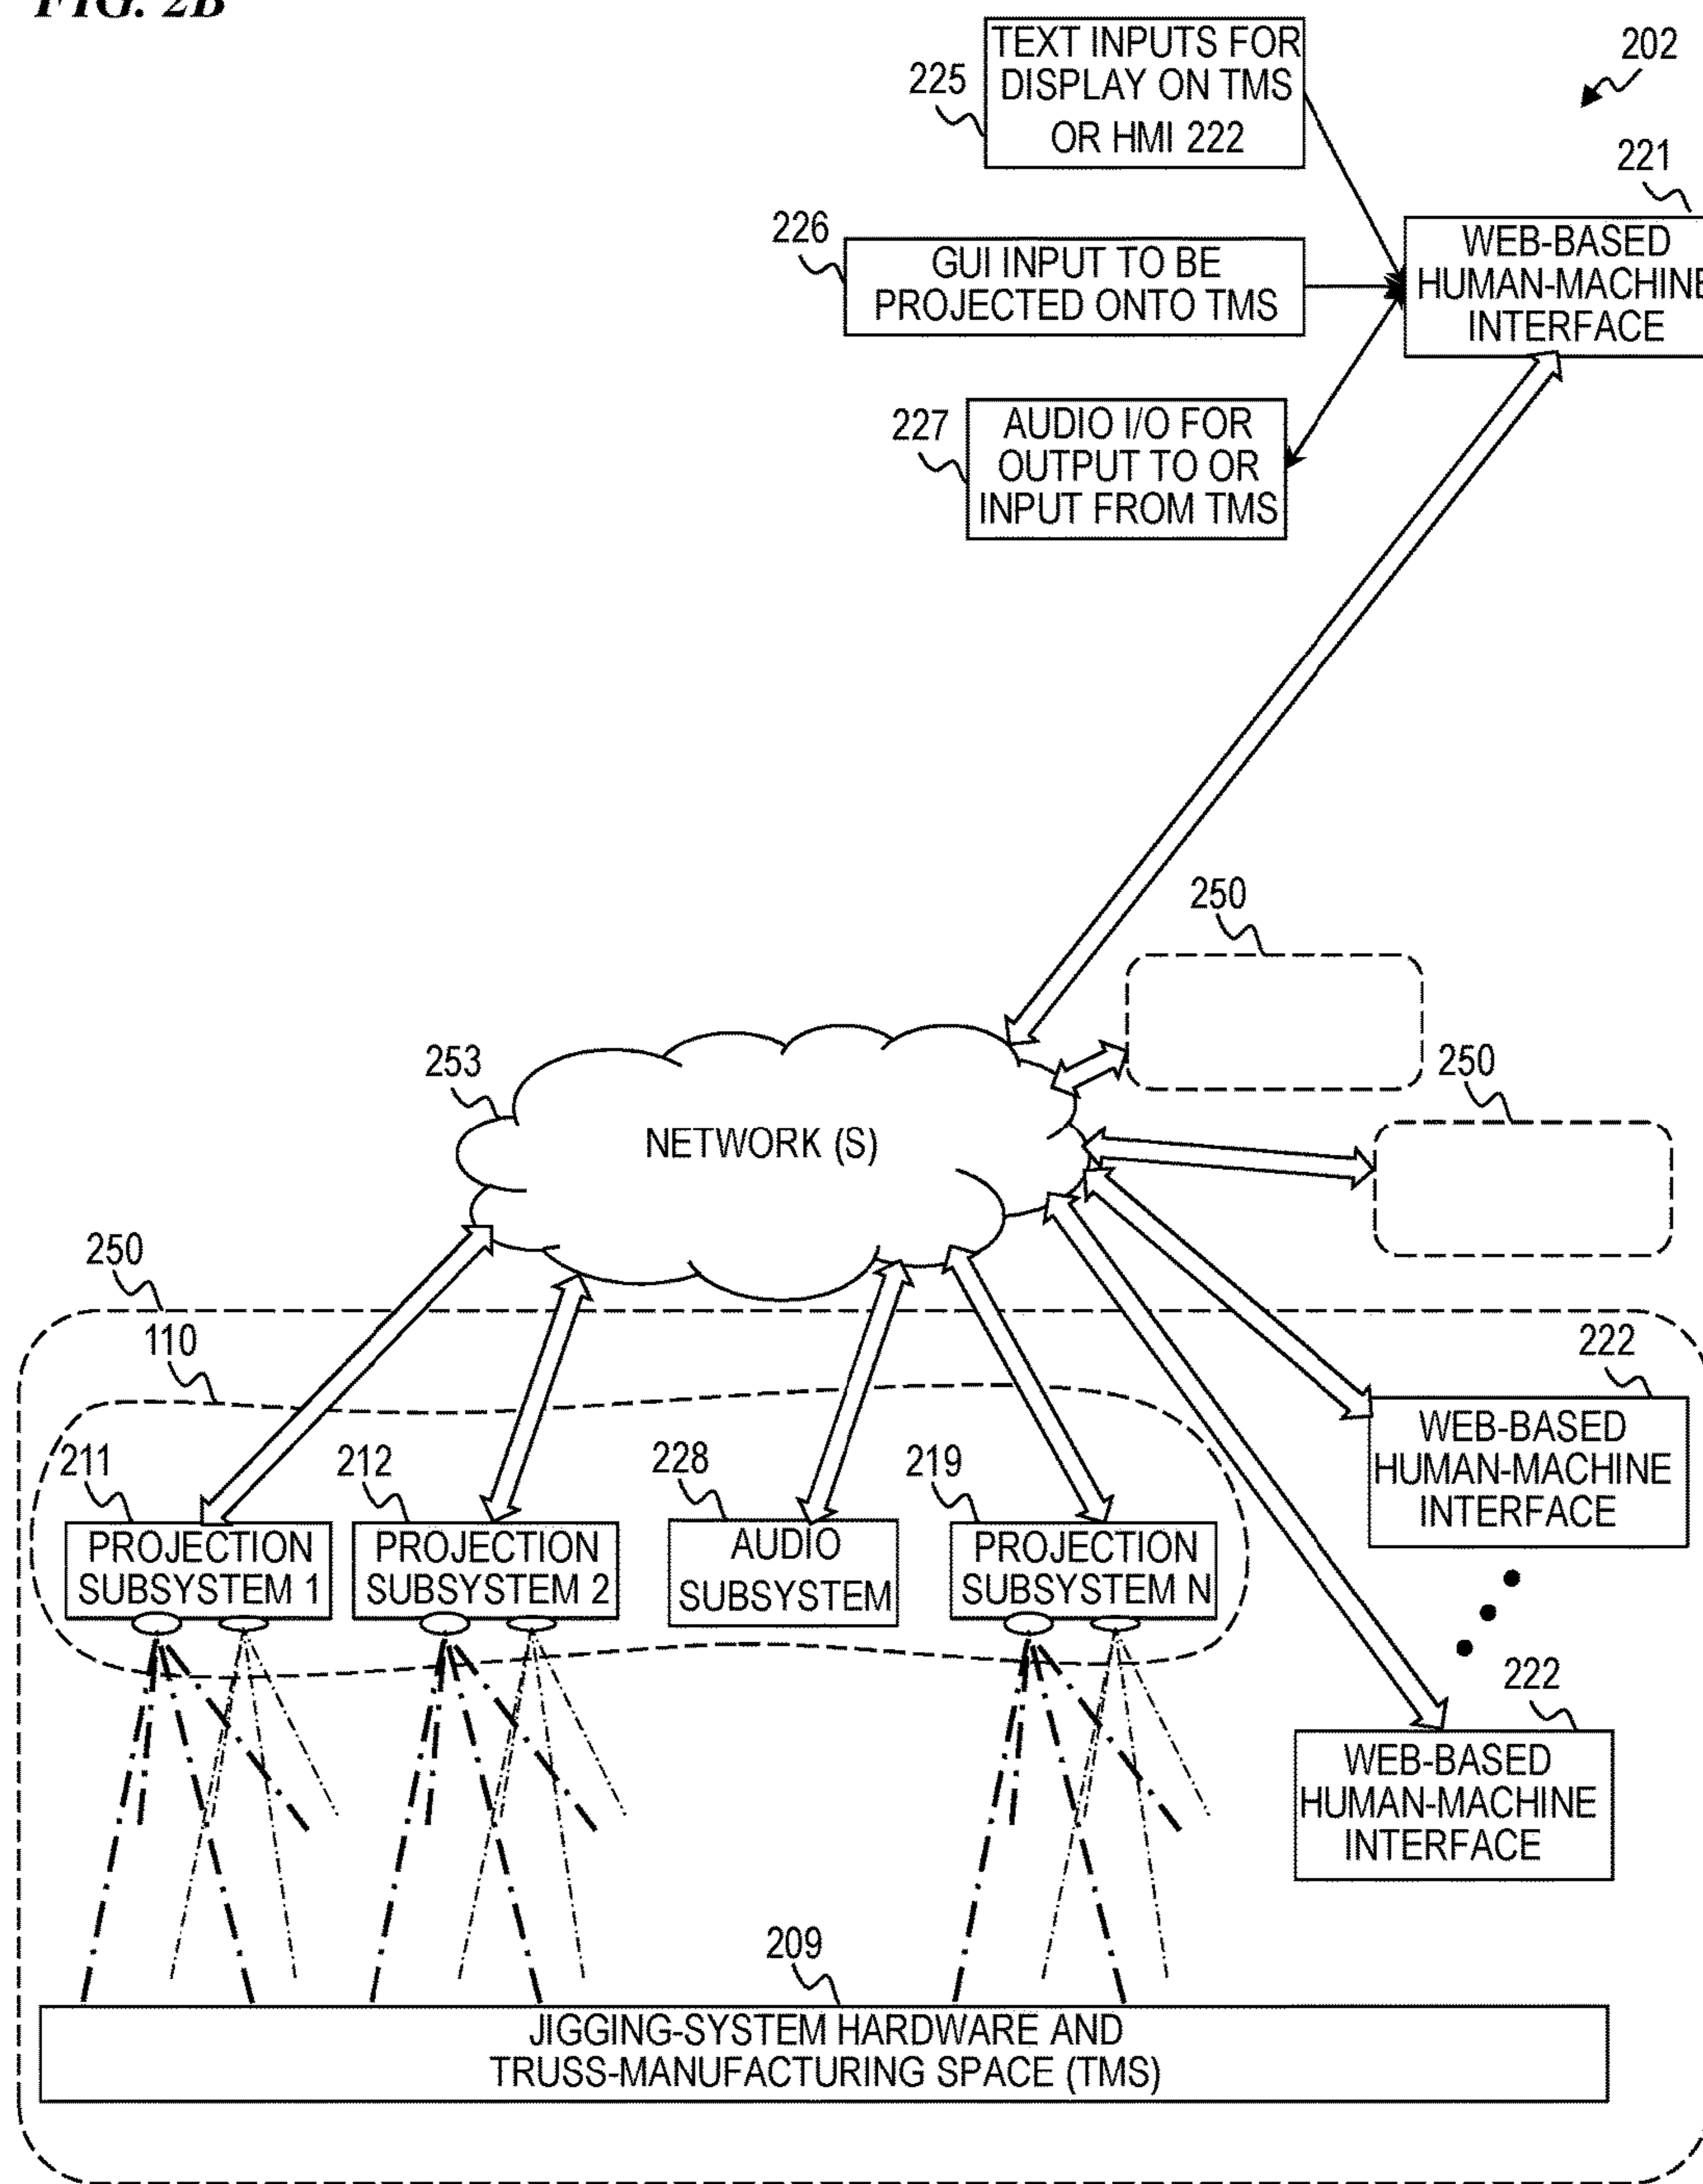 FIG. 2B
202
225
TEXT INPUTS FOR
DISPLAY ON TMS
OR HMI 222
221
226
GUI INPUT TO BE
PROJECTED ONTO TMS
WEB-BASED
HUMAN-MACHINE
INTERFACE
227
AUDIO I/O FOR
OUTPUT TO OR
INPUT FROM TMS
250
253
NETWORK (S)
250
250
110
222
WEB-BASED
HUMAN-MACHINE
INTERFACE
211
PROJECTION
SUBSYSTEM 1
212
PROJECTION
SUBSYSTEM 2
228
AUDIO
SUBSYSTEM
219
PROJECTION
SUBSYSTEM N
222
WEB-BASED
HUMAN-MACHINE
INTERFACE
209
JIGGING-SYSTEM HARDWARE AND
TRUSS-MANUFACTURING SPACE (TMS)